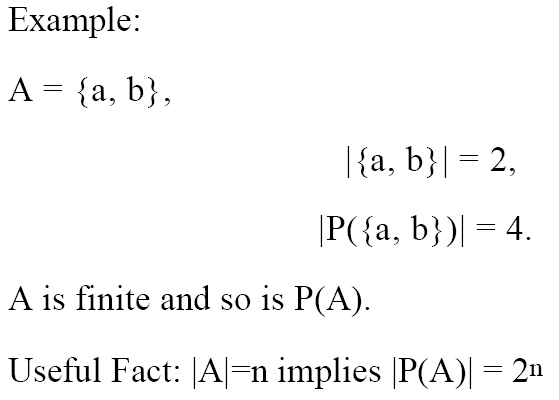 Example:
A = {a, b},
|{a, b}| = 2,
|P({a, b})| = 4.
A is finite and so is P(A).
Useful Fact: |A|=n implies |P(A)| = 2ⁿ